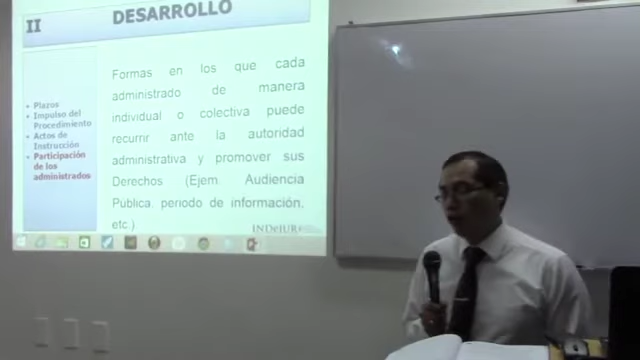 II
DESARROLLO
• Plazos
• Impulso del
Procedimiento
• Actos de
Instrucción
• Participación
de los
administrados
Formas en los que cada
administrado de manera
individual o colectiva puede
recurrir ante la autoridad
administrativa y promover sus
Derechos (Ejem. Audiencia
Pública, periodo de información,
etc.)
INDeJUR